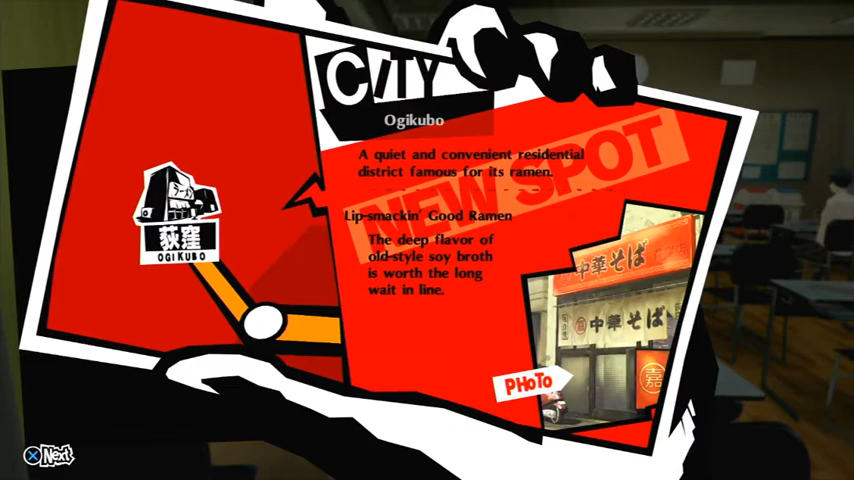 CITY
Ogikubo
A quiet and convenient residential
district famous for its ramen.
NEW SPOT
Lip-smackin' Good Ramen
The deep flavor of
old-style soy broth
is worth the long
wait in line.
荻窪
OGIKUBO
中華そば
中華そば
嘉
PHoTo
Next